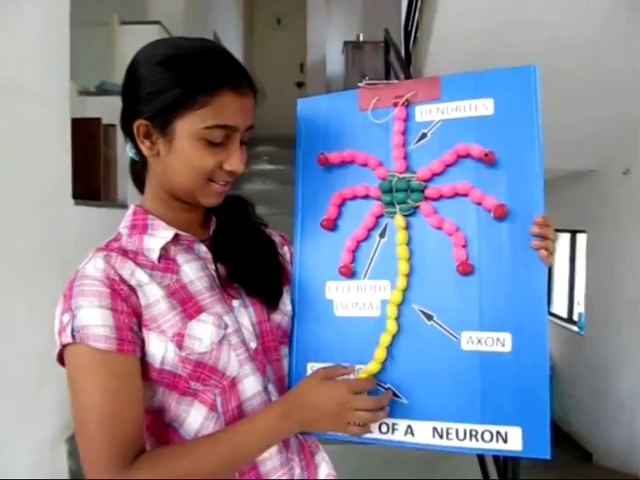 DENDRITES
CELL BODY
(SOMA)
AXON
OF A NEURON